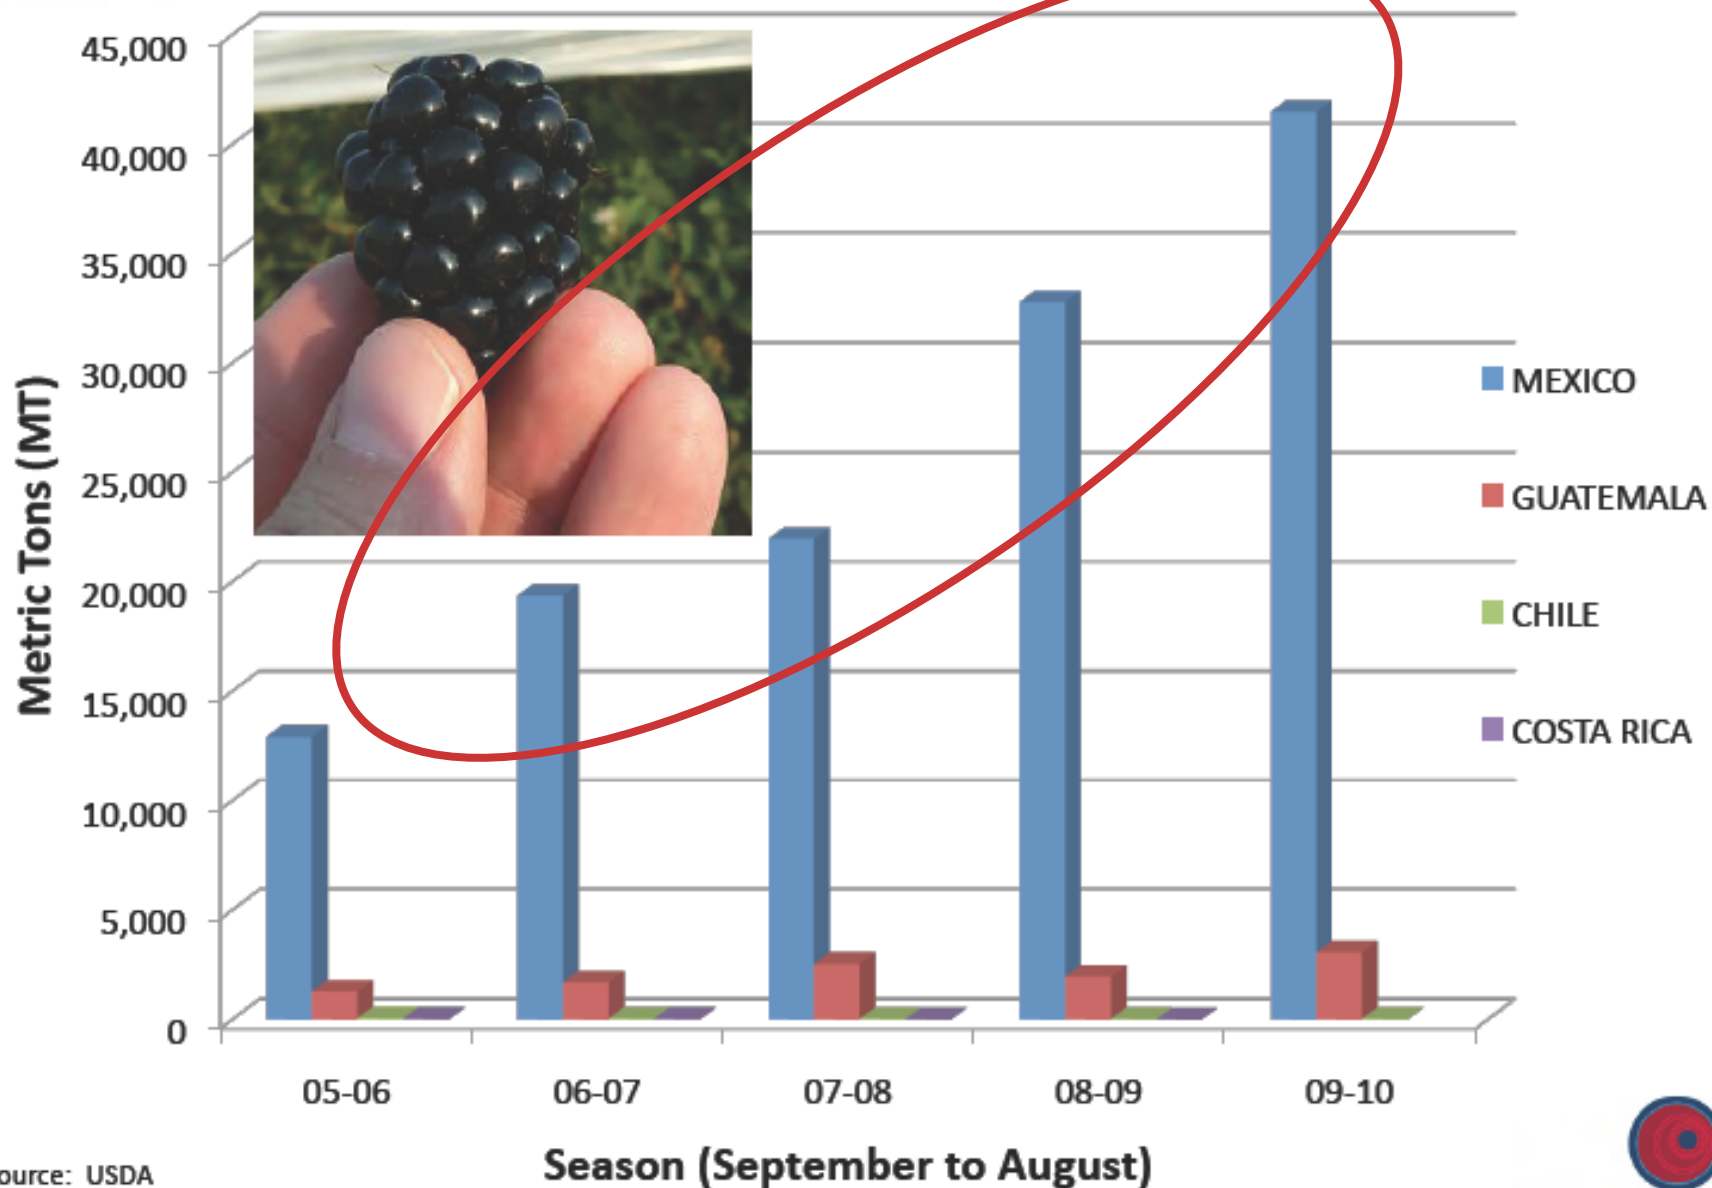 45,000
40,000
35,000
30,000
25,000
20,000
15,000
10,000
5,000
0
Metric Tons (MT)
MEXICO
GUATEMALA
CHILE
COSTA RICA
05-06
06-07
07-08
08-09
09-10
Season (September to August)
ource: USDA